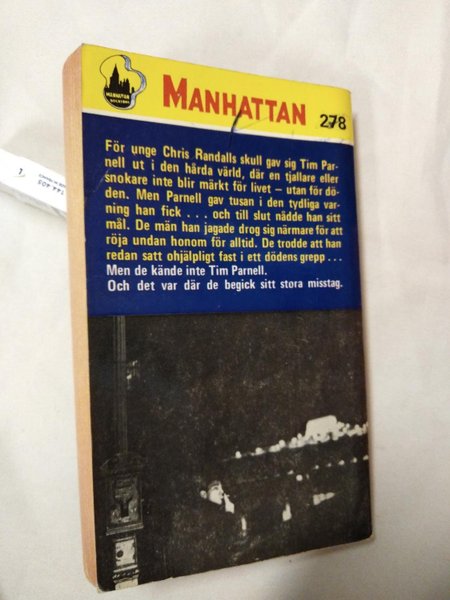 MANHATTAN
MANHATTAN
278
För unge Chris Randalls skull gav sig Tim Par-
nell ut i den hårda värld, där en tjallare eller
snokare inte blir märkt för livet – utan för dö-
den. Men Parnell gav tusan i den tydliga var-
ning han fick . . . och till slut nådde han sitt
mål. De män han jagade drog sig närmare för att
röja undan honom för alltid. De trodde att han
redan satt ohjälpligt fast i ett dödens grepp . . .
Men de kände inte Tim Parnell.
Och det var där de begick sitt stora misstag.